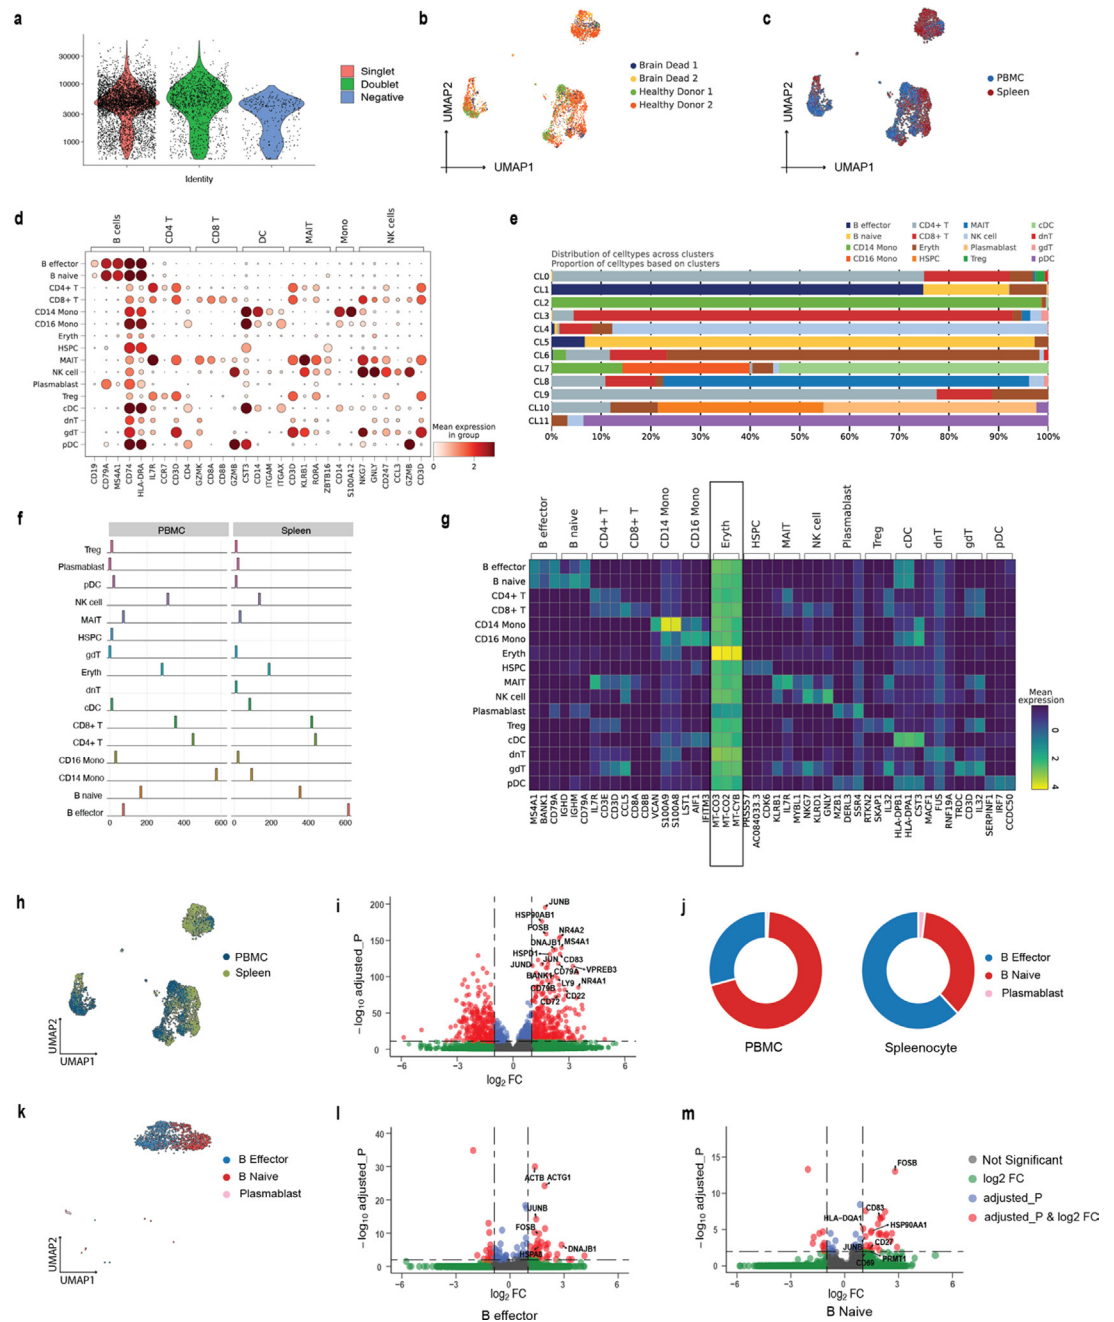 a
30000
10000
3000
1000
Identity
Singlet
Doublet
Negative
b
UMAP2
UMAP1
Brain Dead 1
Brain Dead 2
Healthy Donor 1
Healthy Donor 2
c
UMAP2
UMAP1
PBMC
Spleen
d
B cells
CD4 T
CD8 T
DC
MAIT
Mono
NK cells
B effector
B naive
CD4+ T
CD8+ T
CD14 Mono
CD16 Mono
Eryth
HSPC
MAIT
NK cell
Plasmablast
Treg
cDC
dnT
gdT
pDC
CD19
CD79A
MS4A1
CD74
HLA-DRA
IL7R
CCR7
CD3D
CD4
GZMK
CD8A
CD8B
GZMB
CST3
CD14
ITGAM
ITGAX
CD3D
KLRB1
RORA
ZBTB16
CD14
S100A12
NKG7
GNLY
CD247
CCL3
GZMB
CD3D
Mean expression
in group
0
2
e
B effector
B naive
CD14 Mono
CD16 Mono
CD4+ T
CD8+ T
Eryth
HSPC
MAIT
NK cell
Plasmablast
Treg
cDC
dnT
gdT
pDC
Distribution of celltypes across clusters
Proportion of celltypes based on clusters
CL0
CL1
CL2
CL3
CL4
CL5
CL6
CL7
CL8
CL9
CL10
CL11
0% 10% 20% 30% 40% 50% 60% 70% 80% 90% 100%
f
PBMC Spleen
Treg
Plasmablast
pDC
NK cell
MAIT
HSPC
gdT
Eryth
dnT
cDC
CD8+ T
CD4+ T
CD16 Mono
CD14 Mono
B naive
B effector
0 200 400 600 0 200 400 600
g
B effector
B naive
CD4+ T
CD8+ T
CD14 Mono
CD16 Mono
Eryth
HSPC
MAIT
NK cell
Plasmablast
Treg
cDC
dnT
gdT
pDC
B effector
B naive
CD4+ T
CD8+ T
CD14 Mono
CD16 Mono
Eryth
HSPC
MAIT
NK cell
Plasmablast
Treg
cDC
dnT
gdT
pDC
MS4A1
BANK1
CD79A
IGHD
IGHM
CD79A
IL7R
CD3E
CD3D
CCL5
CD8A
CD8B
VCAN
S100A9
S100A8
LST1
AIF1
IFITM3
MT-CO3
MT-CO2
MT-CYB
PRSS57
AC084033.3
CDK6
KLRB1
IL7R
MYBL1
NKG7
KLRD1
GNLY
MZB1
DERL3
SSR4
RTKN2
SKAP1
IL32
HLA-DPB1
HLA-DPA1
CST3
MACF1
FUS
RNF19A
TRDC
CD3D
IL32
SERPINF1
IRF7
CCDC50
Mean
expression
0
2
4
h
UMAP2
UMAP1
PBMC
Spleen
i
−log10 adjusted_P
200
150
100
50
0
JUNB
HSP90AB1
FOSB
NR4A2
DNAJB1
MS4A1
HSPD1
JUN
CD83
JUND
CD79A
VPREB3
BANK1
LY9
NR4A1
CD79B
CD22
CD72
−6 −3 0 3 6
log2 FC
j
PBMC
Spleenocyte
B Effector
B Naive
Plasmablast
k
UMAP2
UMAP1
B Effector
B Naive
Plasmablast
l
−log10 adjusted_P
40
30
20
10
0
ACTB
ACTG1
JUNB
FOSB
DNAJB1
−6 −3 0 3 6
log2 FC
B effector
m
−log10 adjusted_P
15
10
5
0
FOSB
CD83
HLA−DQA1
HSP90AA1
JUNB
CD27
PRMT1
CD69
−6 −3 0 3 6
log2 FC
B Naive
Not Significant
log2 FC
adjusted_P
adjusted_P & log2 FC